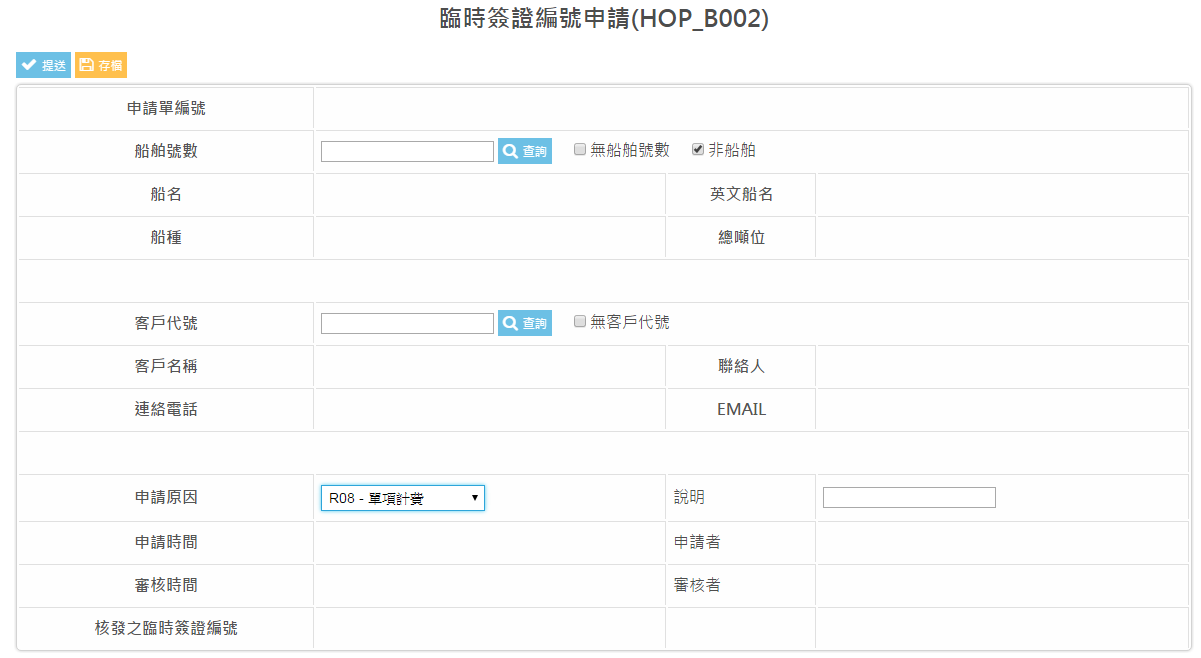 臨時簽證編號申請(HOP_B002)
提送 存檔
申請單編號
船舶號數 查詢 無船舶號數 非船舶
船名 英文船名
船種 總噸位
客戶代號 查詢 無客戶代號
客戶名稱 聯絡人
連絡電話 EMAIL
申請原因 R08 - 單項計費 說明
申請時間 申請者
審核時間 審核者
核發之臨時簽證編號